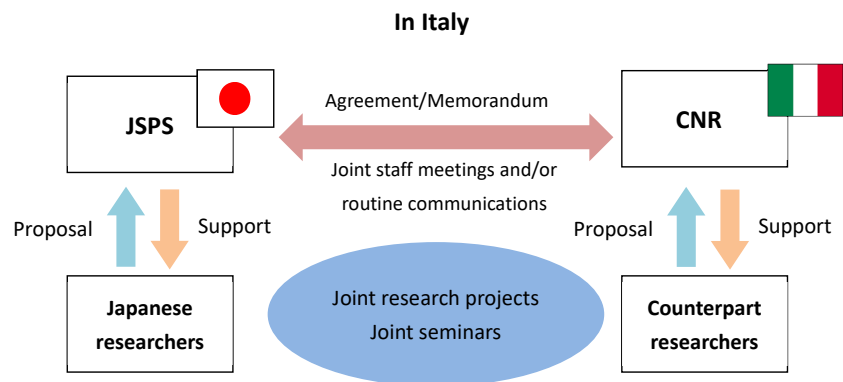 In Italy
JSPS
Agreement/Memorandum
CNR
Joint staff meetings and/or
routine communications
Proposal
Support
Proposal
Support
Japanese
researchers
Joint research projects
Joint seminars
Counterpart
researchers